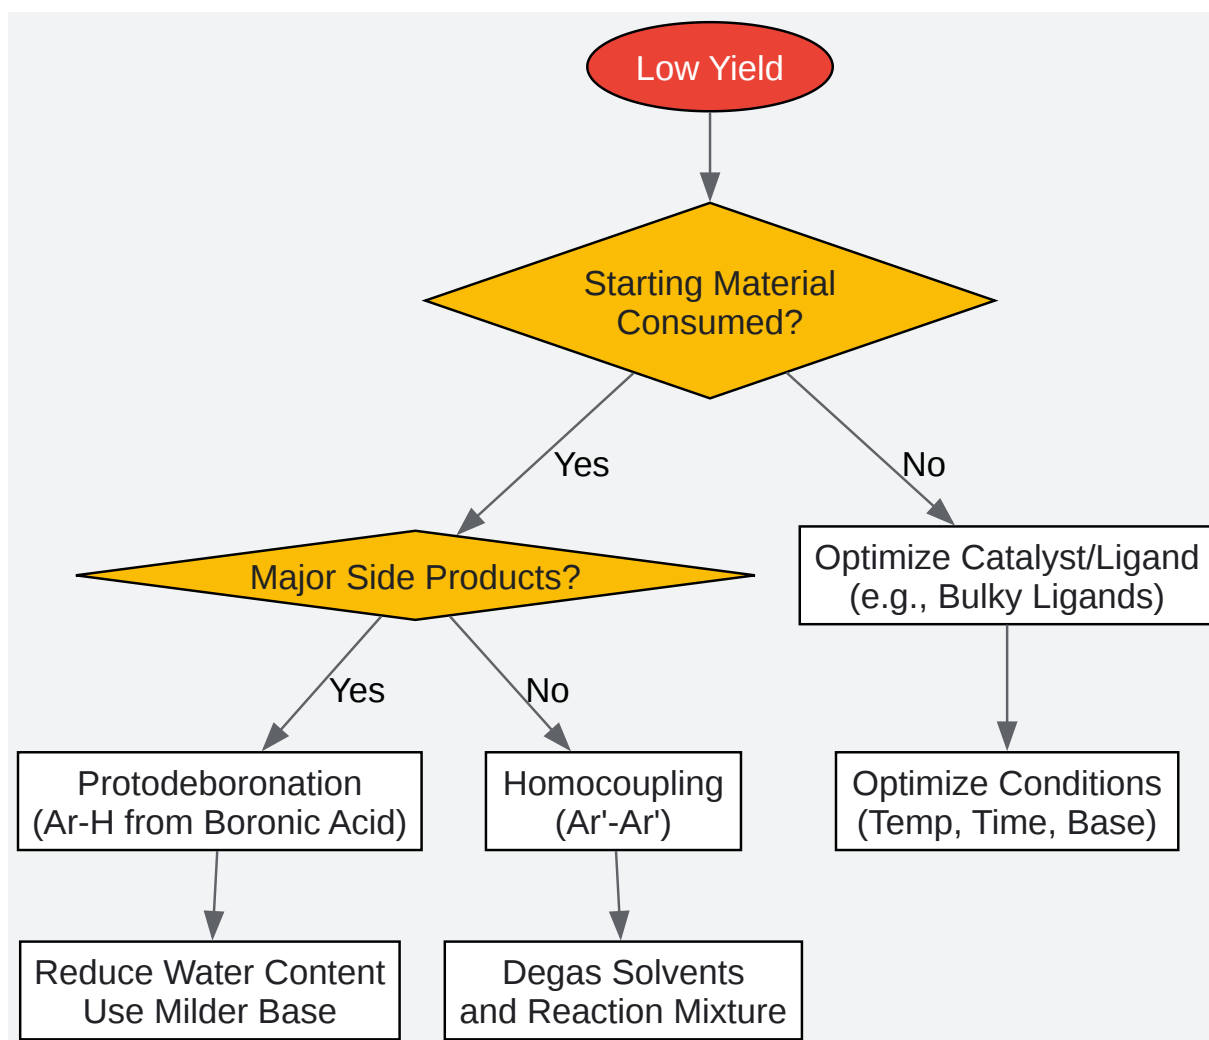 Low Yield
Starting Material
Consumed?
Yes
No
Major Side Products?
Optimize Catalyst/Ligand
(e.g., Bulky Ligands)
Yes
No
Protodeboronation
(Ar-H from Boronic Acid)
Homocoupling
(Ar'-Ar')
Optimize Conditions
(Temp, Time, Base)
Reduce Water Content
Use Milder Base
Degas Solvents
and Reaction Mixture